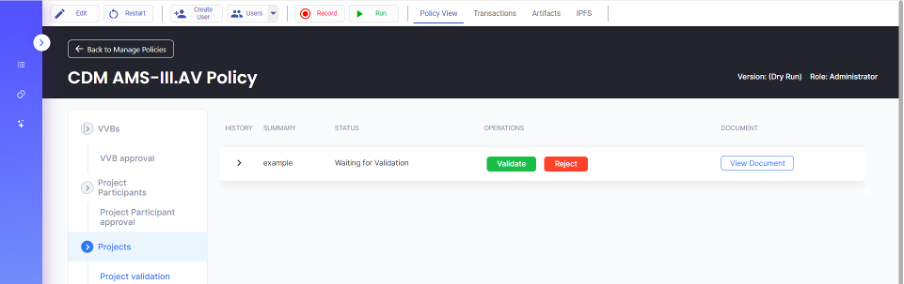 Edit Restart Create User Users Record Run Policy View Transactions Artifacts IPFS
Back to Manage Policies
CDM AMS-III.AV Policy
Version: (Dry Run) Role: Administrator
VVBs
VVB approval
Project
Participants
Project Participant
approval
Projects
Project validation
HISTORY SUMMARY STATUS OPERATIONS DOCUMENT
example Waiting for Validation Validate Reject View Document